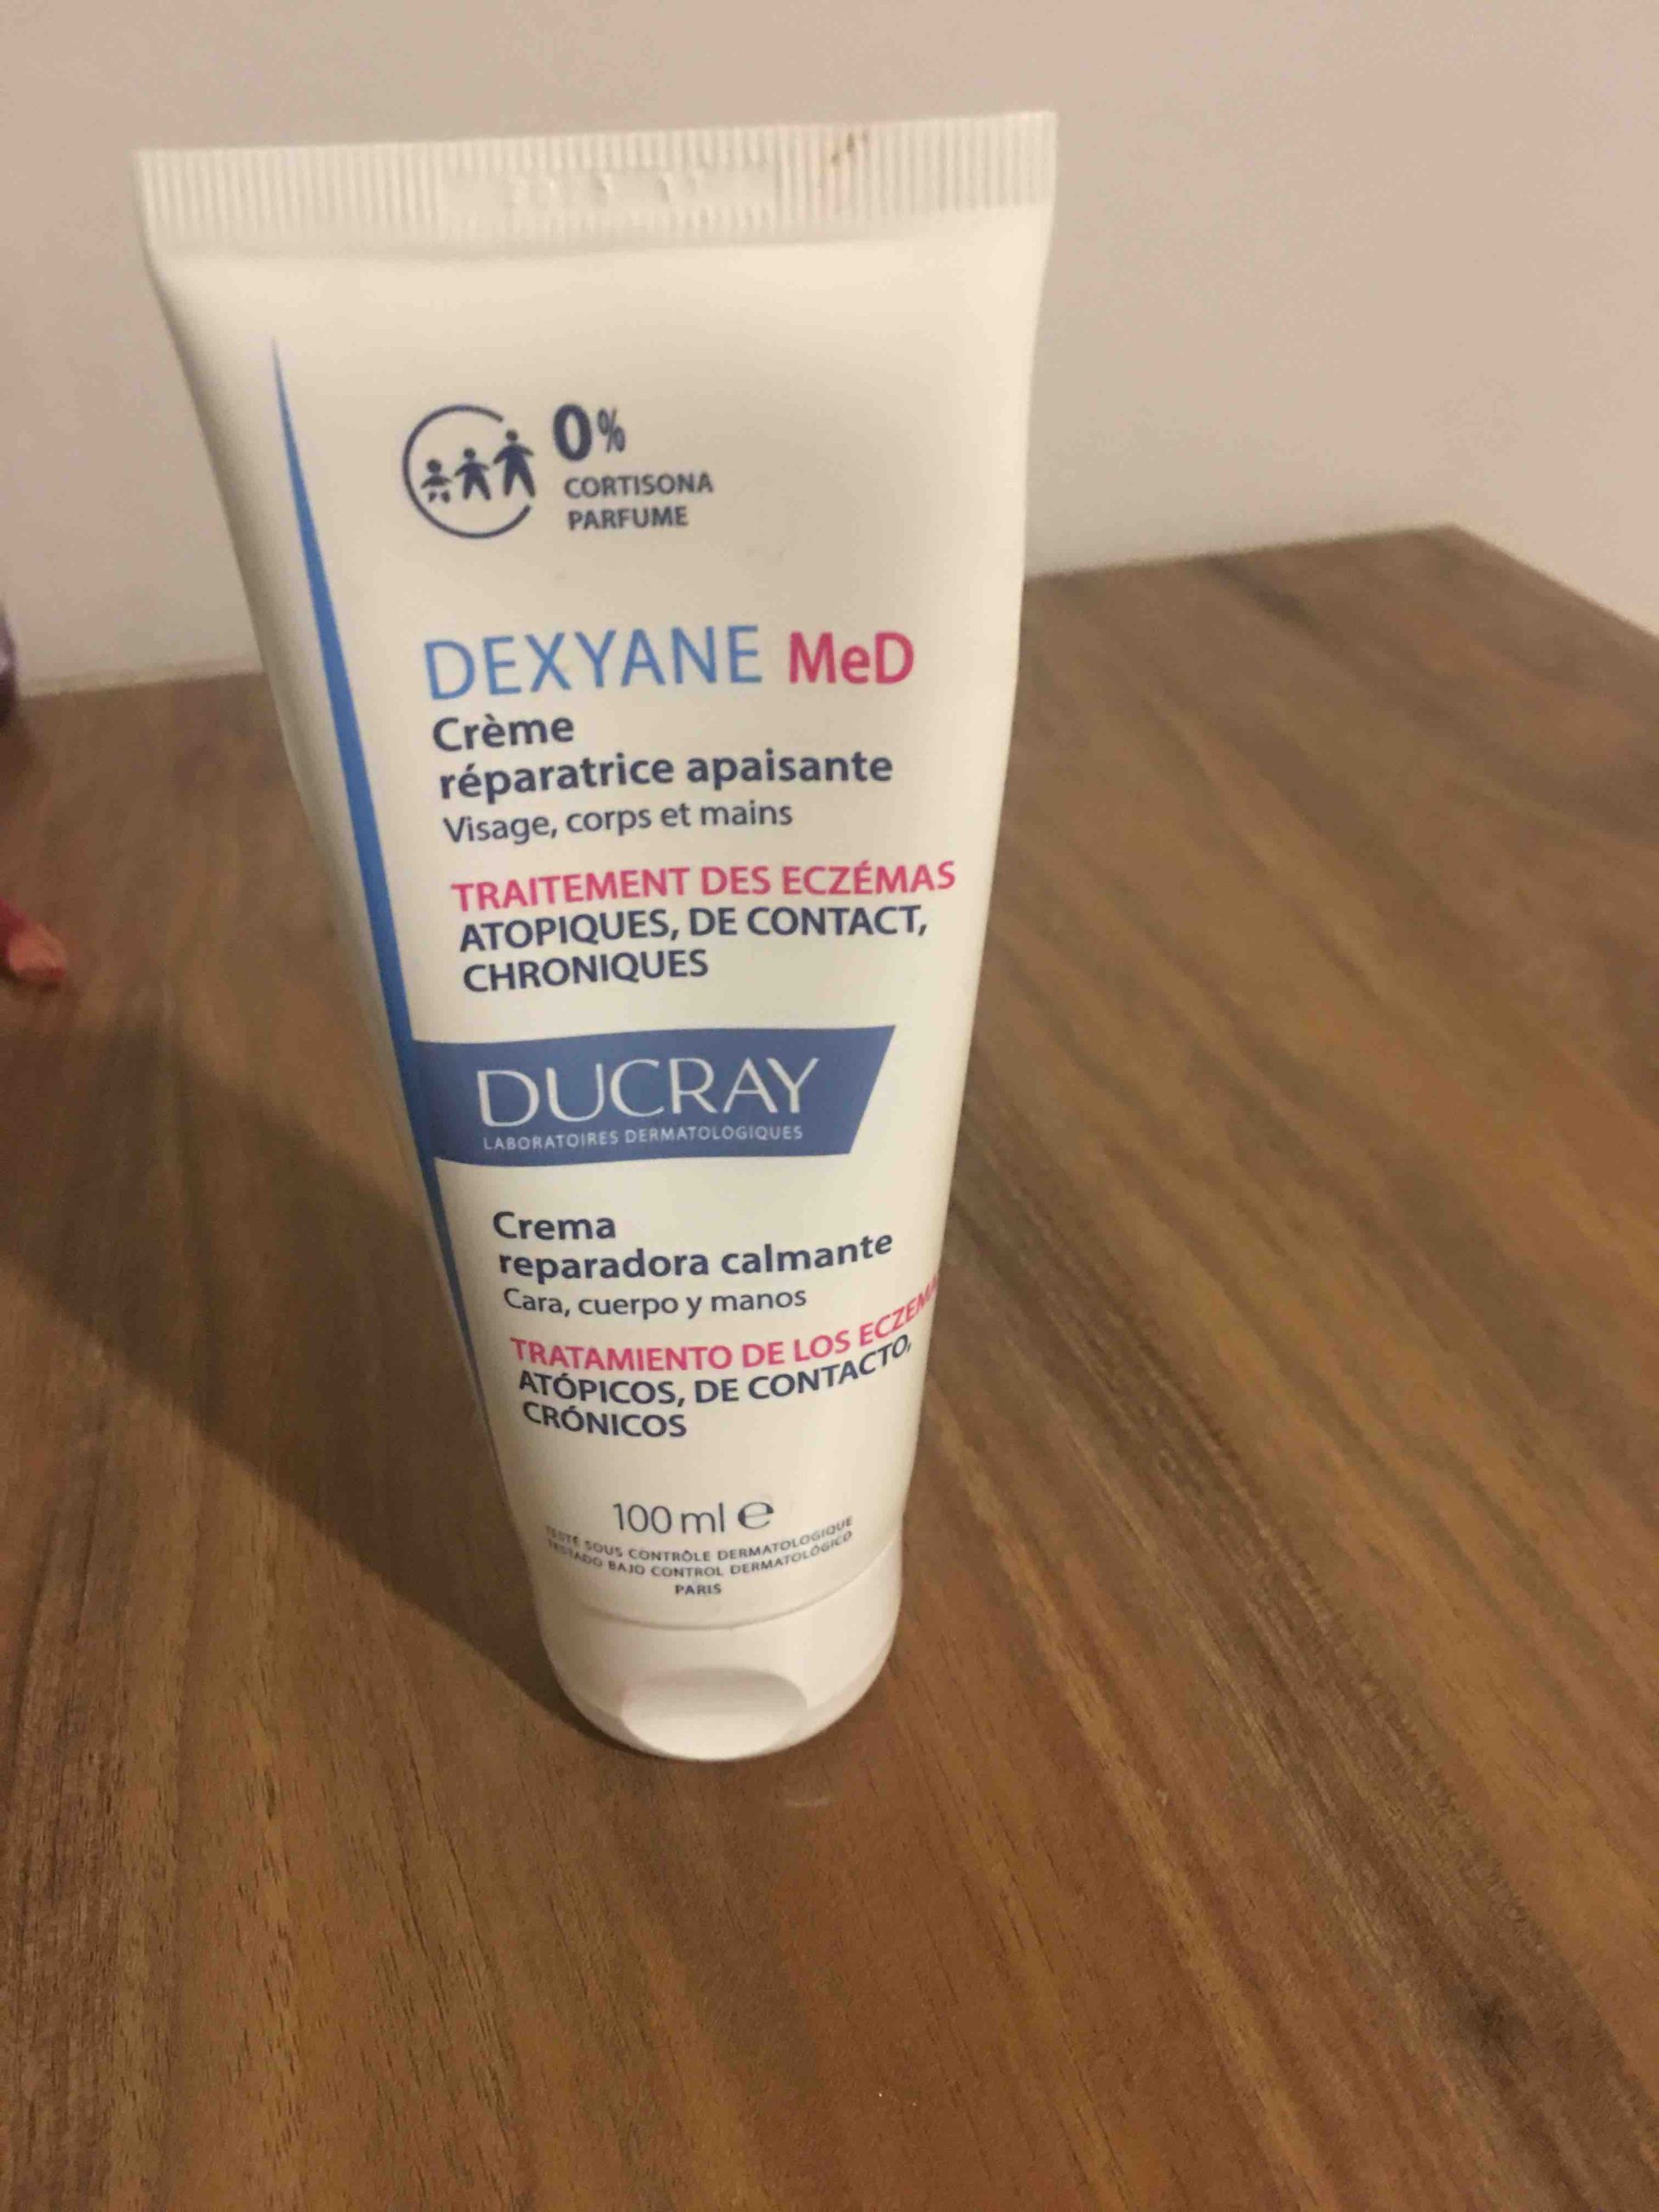 0%
CORTISONA
PARFUME
DEXYANE MeD
Crème
réparatrice apaisante
Visage, corps et mains
TRAITEMENT DES ECZÉMAS
ATOPIQUES, DE CONTACT,
CHRONIQUES
DUCRAY
LABORATOIRES DERMATOLOGIQUES
Crema
reparadora calmante
Cara, cuerpo y manos
TRATAMIENTO DE LOS
ATÓPICOS, DE CONTACTO,
CRÓNICOS
100 ml e
TESTÉ SOUS CONTRÔLE DERMATOLOGIQUE
TESTADO BAJO CONTROL DERMATOLÓGICO
PARIS